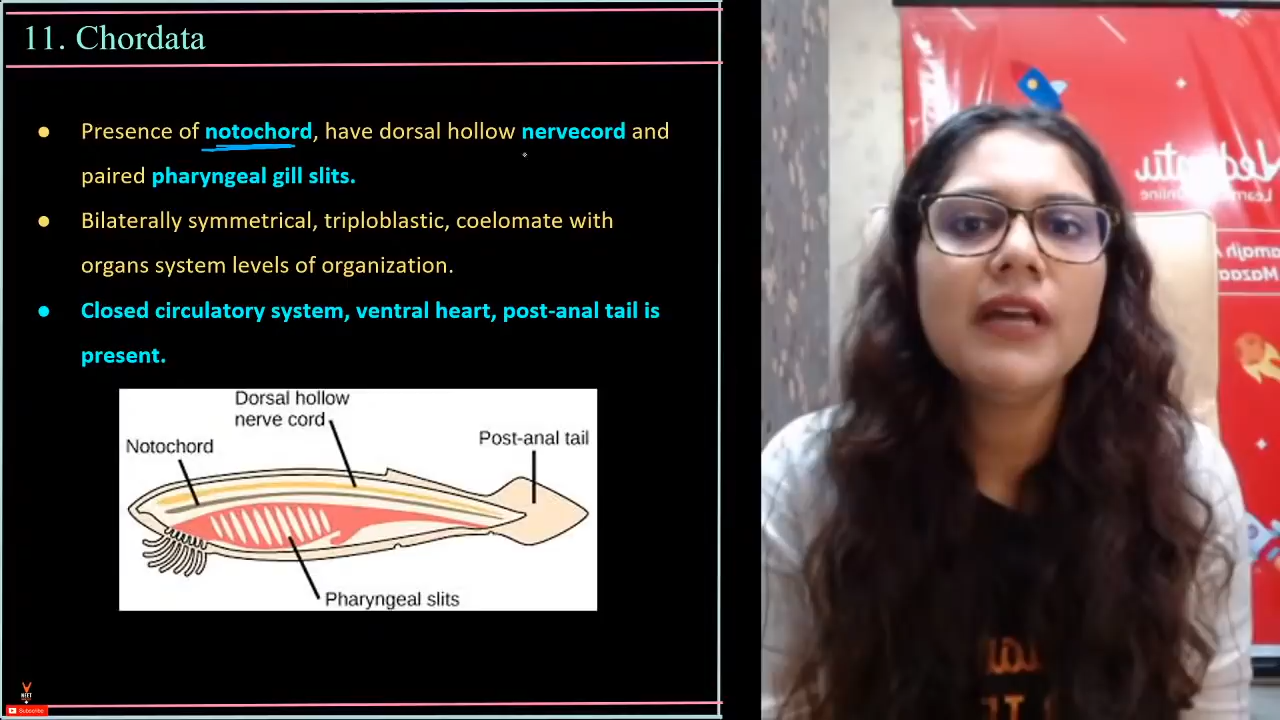 11. Chordata
● Presence of notochord, have dorsal hollow nervecord and
paired pharyngeal gill slits.
● Bilaterally symmetrical, triploblastic, coelomate with
organs system levels of organization.
● Closed circulatory system, ventral heart, post-anal tail is
present.
Dorsal hollow
nerve cord
Notochord
Post-anal tail
Pharyngeal slits
NEET
Subscribe